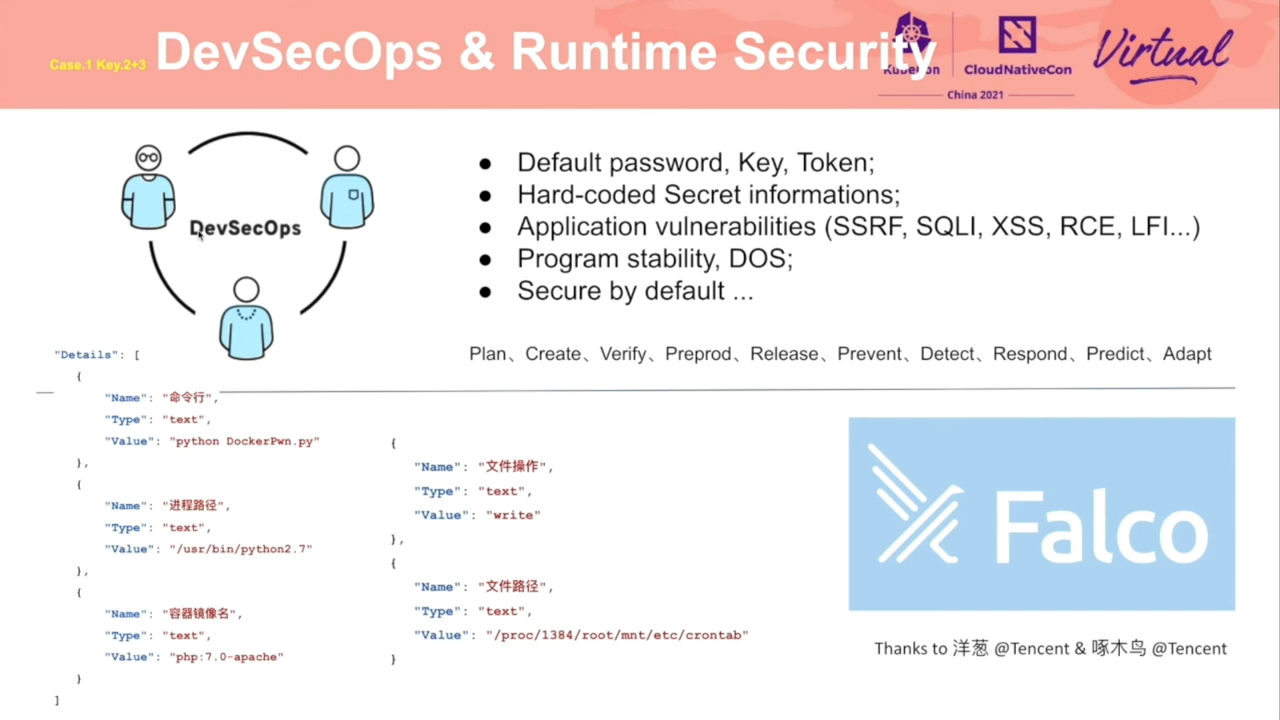 Case.1 Key.2+3
DevSecOps & Runtime Security
KubeCon
CloudNativeCon
China 2021
Virtual
DevSecOps
● Default password, Key, Token;
● Hard-coded Secret informations;
● Application vulnerabilities (SSRF, SQLI, XSS, RCE, LFI...)
● Program stability, DOS;
● Secure by default ...
Plan、Create、Verify、Preprod、Release、Prevent、Detect、Respond、Predict、Adapt
"Details": [
{
"Name": "命令行",
"Type": "text",
"Value": "python DockerPwn.py"
},
{
"Name": "进程路径",
"Type": "text",
"Value": "/usr/bin/python2.7"
},
{
"Name": "容器镜像名",
"Type": "text",
"Value": "php:7.0-apache"
}
]
{
"Name": "文件操作",
"Type": "text",
"Value": "write"
},
{
"Name": "文件路径",
"Type": "text",
"Value": "/proc/1384/root/mnt/etc/crontab"
}
Falco
Thanks to 洋葱 @Tencent & 啄木鸟 @Tencent